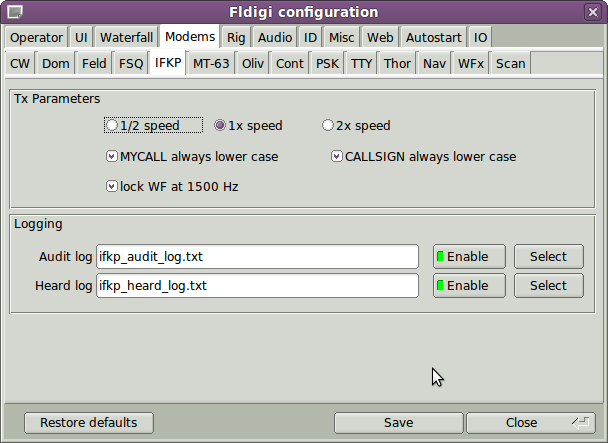 Fldigi configuration
Operator UI Waterfall Modems Rig Audio ID Misc Web Autostart IO
CW Dom Feld FSQ IFKP MT-63 Oliv Cont PSK TTY Thor Nav WFx Scan
Tx Parameters
1/2 speed 1x speed 2x speed
MYCALL always lower case CALLSIGN always lower case
lock WF at 1500 Hz
Logging
Audit log ifkp_audit_log.txt Enable Select
Heard log ifkp_heard_log.txt Enable Select
Restore defaults Save Close